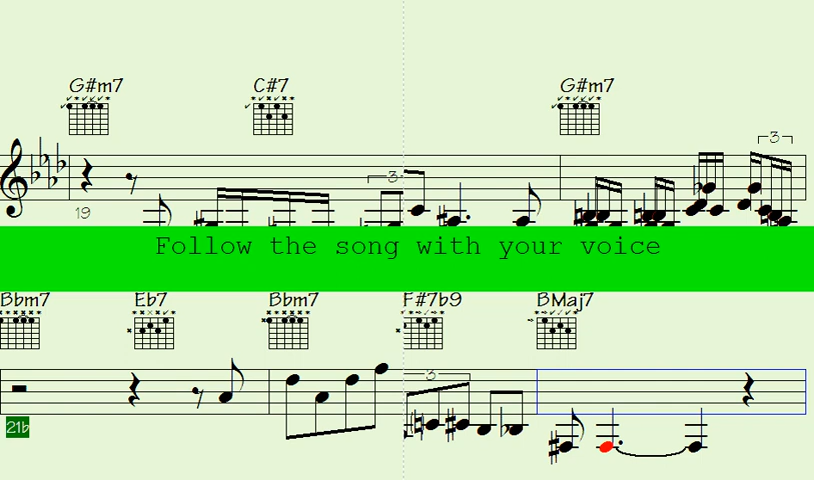 G#m7 C#7 G#m7
3 3
19
Follow the song with your voice
Bbm7 Eb7 Bbm7 F#7b9 BMaj7
3
21b